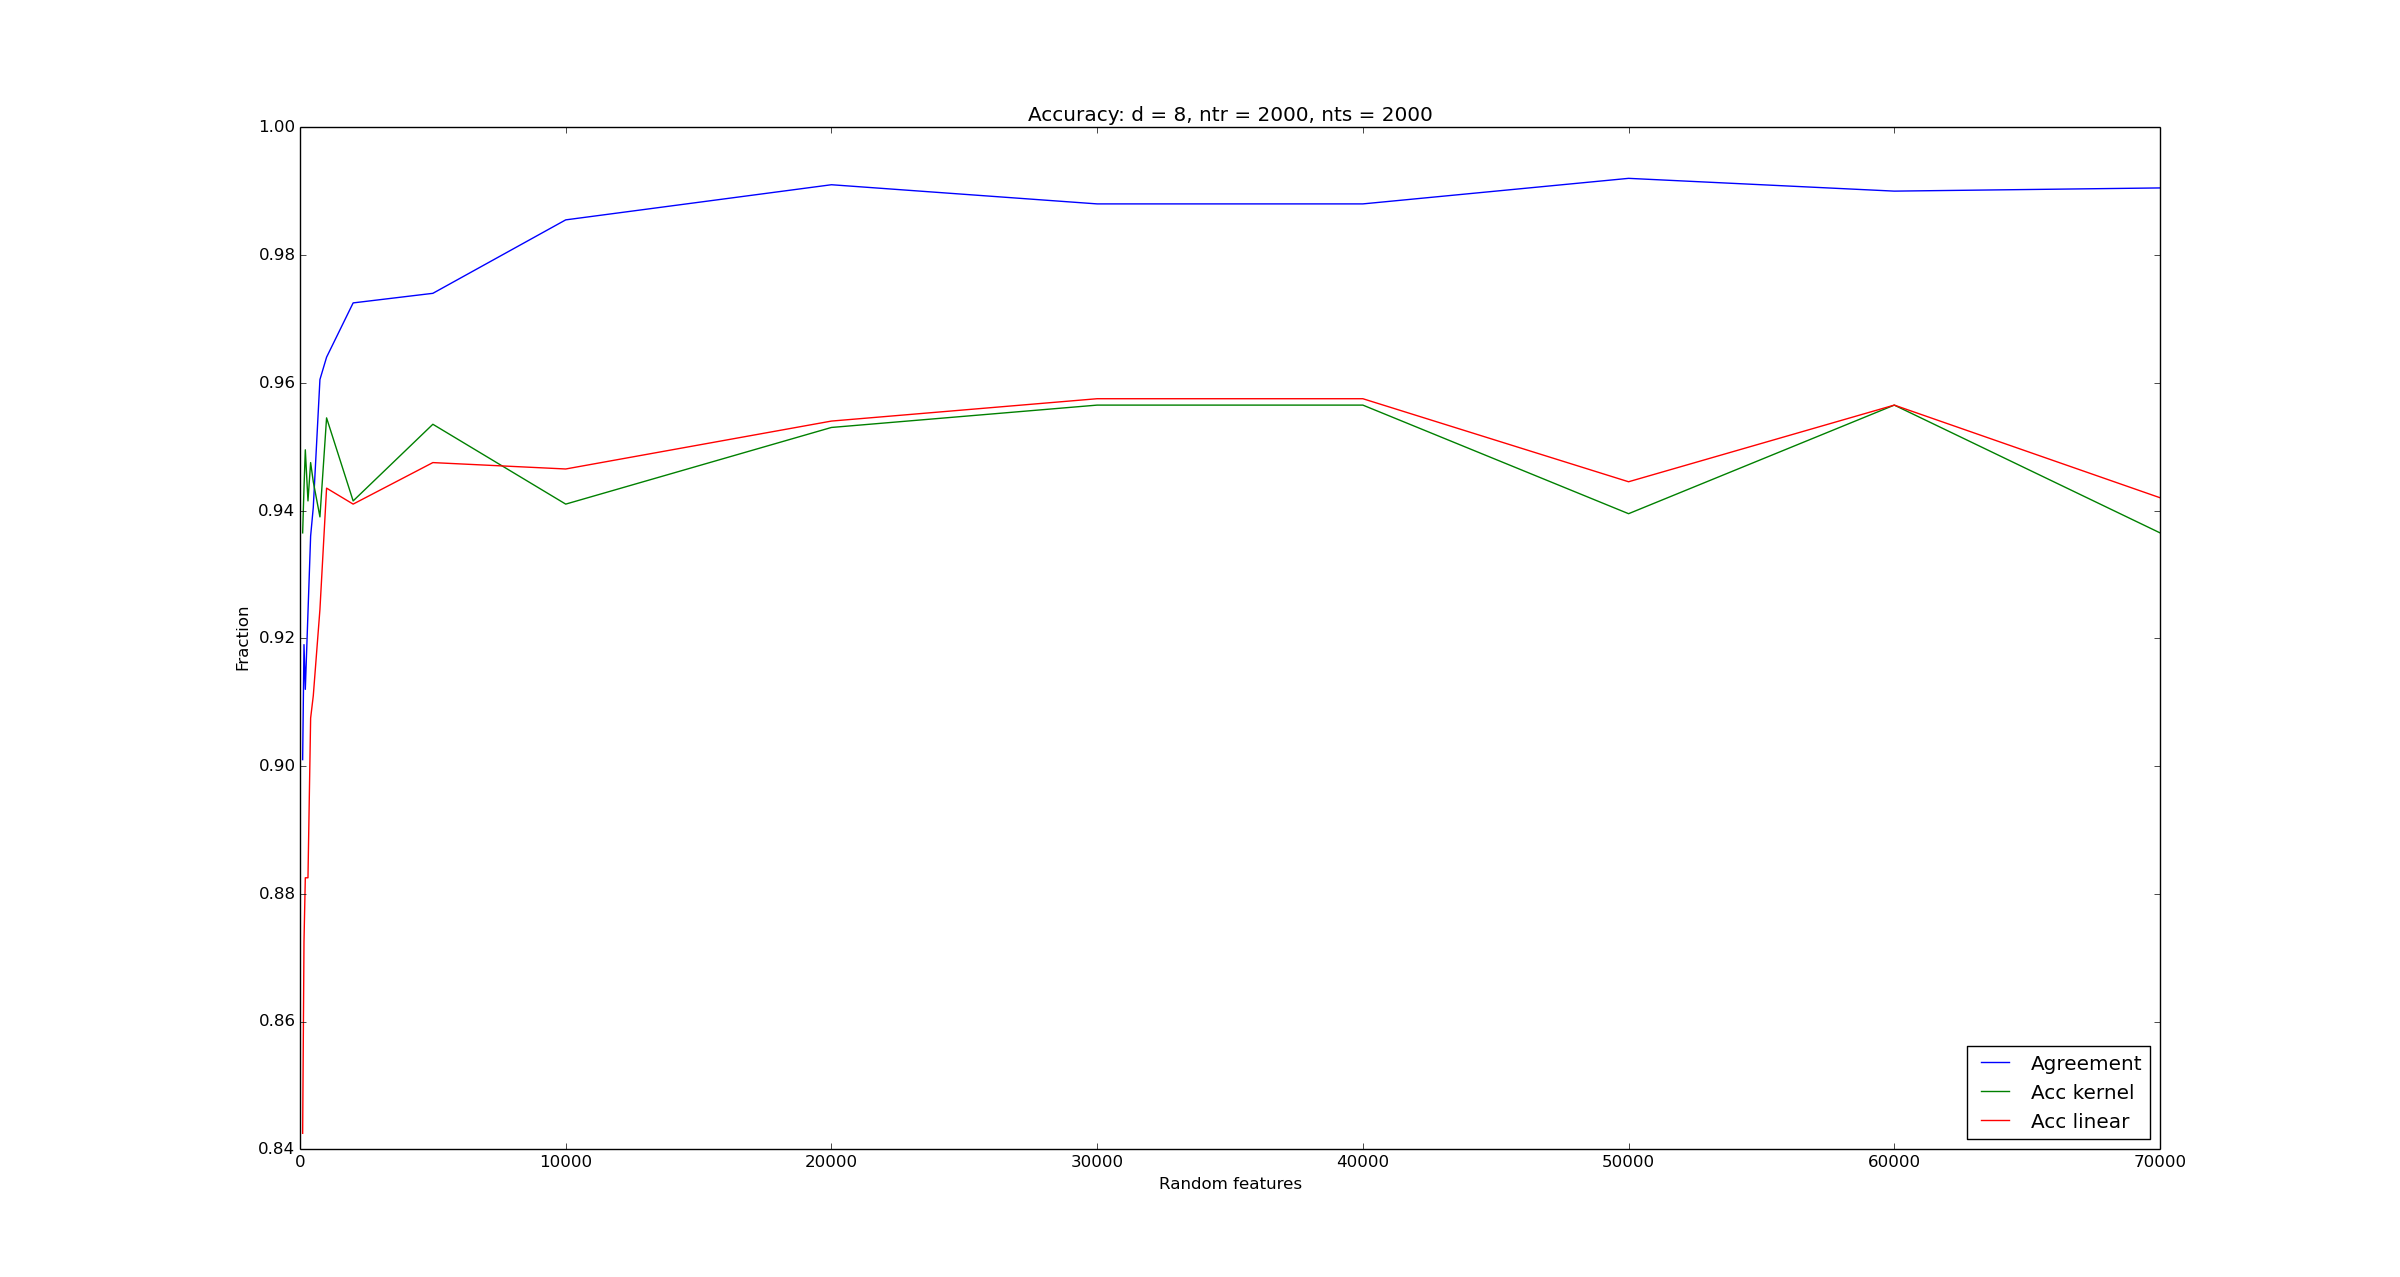 Accuracy: d = 8, ntr = 2000, nts = 2000
1.00
0.98
0.96
0.94
0.92
0.90
0.88
0.86
0.84
Fraction
0 10000 20000 30000 40000 50000 60000 70000
Random features
Agreement
Acc kernel
Acc linear